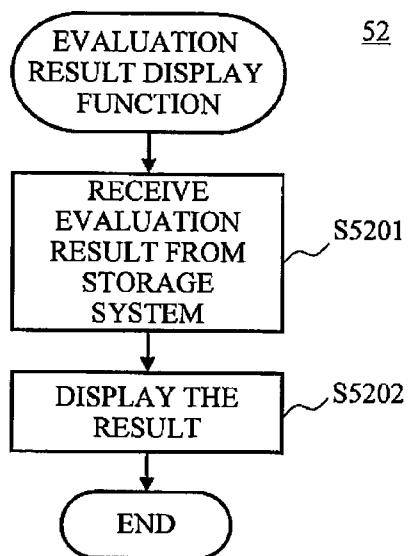 52
EVALUATION
RESULT DISPLAY
FUNCTION
RECEIVE
EVALUATION
RESULT FROM
STORAGE
SYSTEM
S5201
DISPLAY THE
RESULT
S5202
END